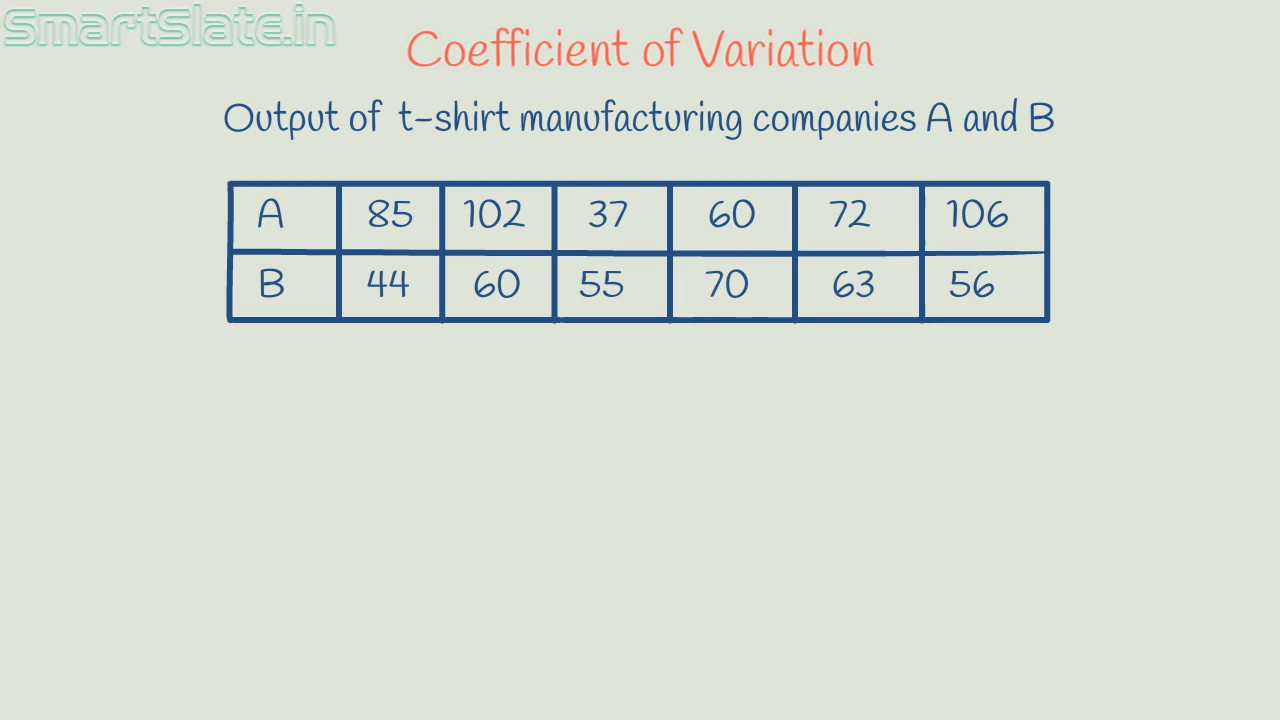 SmartSlate.in
Coefficient of Variation
Output of t-shirt manufacturing companies A and B
A 85 102 37 60 72 106
B 44 60 55 70 63 56